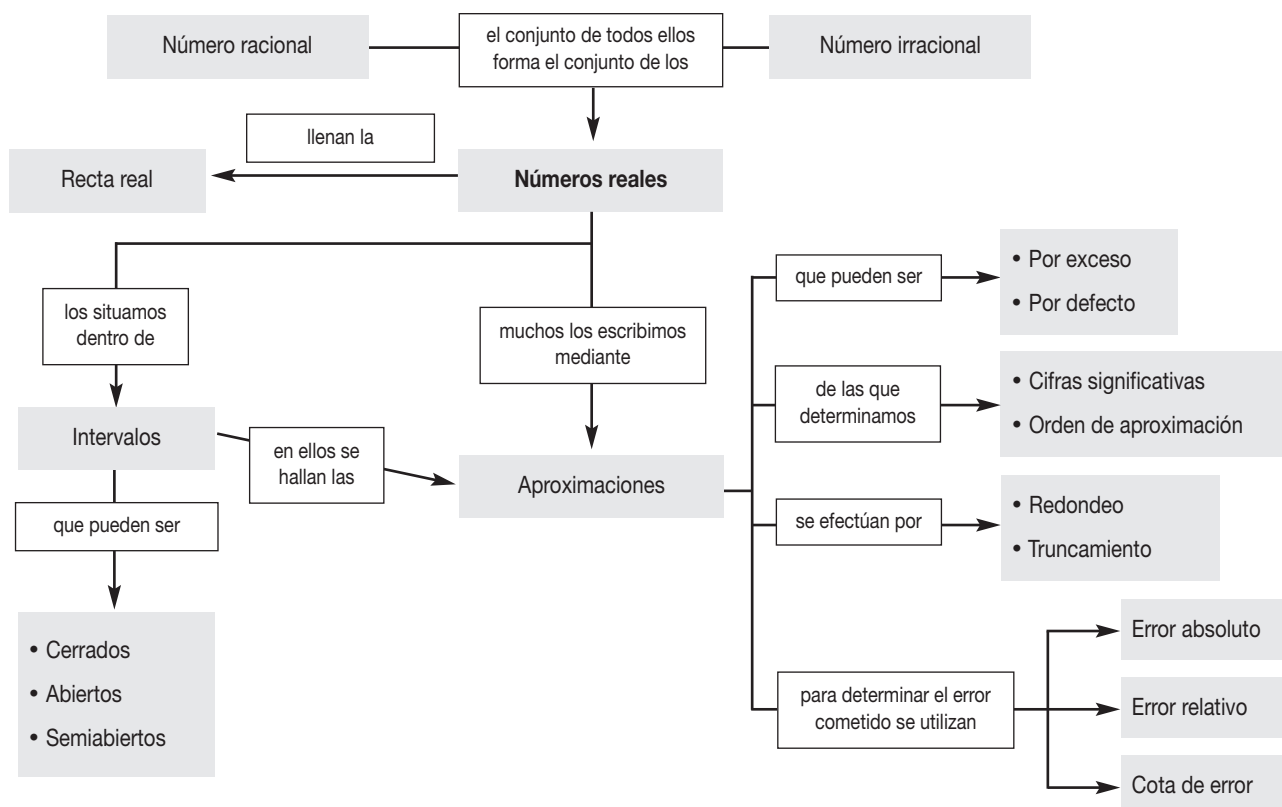 Número racional
el conjunto de todos ellos
forma el conjunto de los
Número irracional
llenan la
Recta real
Números reales
los situamos
dentro de
muchos los escribimos
mediante
que pueden ser
• Por exceso
• Por defecto
de las que
determinamos
• Cifras significativas
• Orden de aproximación
Intervalos
en ellos se
hallan las
Aproximaciones
se efectúan por
• Redondeo
• Truncamiento
que pueden ser
• Cerrados
• Abiertos
• Semiabiertos
para determinar el error
cometido se utilizan
Error absoluto
Error relativo
Cota de error